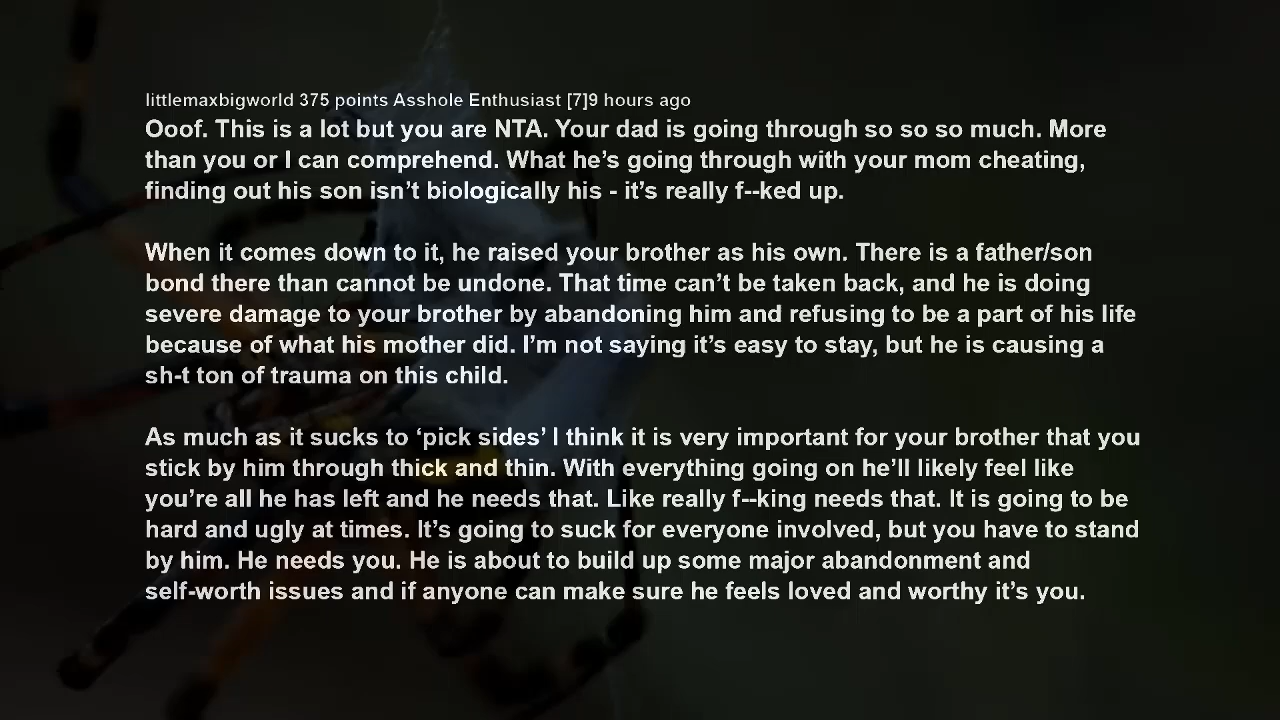 littlemaxbigworld 375 points Asshole Enthusiast [7]9 hours ago
Ooof. This is a lot but you are NTA. Your dad is going through so so so much. More
than you or I can comprehend. What he’s going through with your mom cheating,
finding out his son isn’t biologically his - it’s really f--ked up.
When it comes down to it, he raised your brother as his own. There is a father/son
bond there than cannot be undone. That time can’t be taken back, and he is doing
severe damage to your brother by abandoning him and refusing to be a part of his life
because of what his mother did. I’m not saying it’s easy to stay, but he is causing a
sh-t ton of trauma on this child.
As much as it sucks to ‘pick sides’ I think it is very important for your brother that you
stick by him through thick and thin. With everything going on he’ll likely feel like
you’re all he has left and he needs that. Like really f--king needs that. It is going to be
hard and ugly at times. It’s going to suck for everyone involved, but you have to stand
by him. He needs you. He is about to build up some major abandonment and
self-worth issues and if anyone can make sure he feels loved and worthy it’s you.